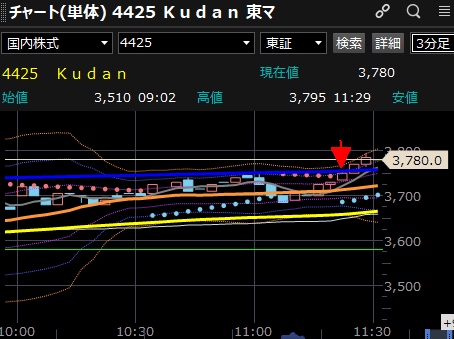 チャート(単体) 4425 Ｋｕｄａｎ 東マ
国内株式 4425 東証 検索 詳細 3分足
4425 Ｋｕｄａｎ 現在値 3,780
始値 3,510 09:02 高値 3,795 11:29 安値
3,800
3,780.0
3,700
3,600
3,500
10:00 10:30 11:00 11:30